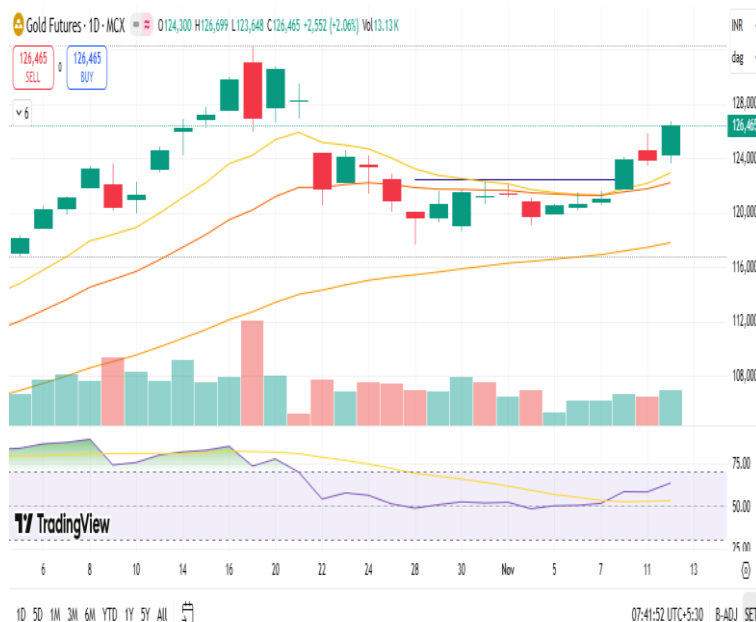 Gold Futures · 1D · MCX O124,300 H126,699 L123,648 C126,465 +2,552 (+2.06%) Vol13.13K
INR
126,465 SELL 0 126,465 BUY
dag
6
128,000
126,465
124,000
120,000
116,000
112,000
108,000
75.00
50.00
TradingView
25.00
6 8 10 14 16 20 22 24 28 30 Nov 5 7 11 13
1D 5D 1M 3M 6M YTD 1Y 5Y All 07:41:52 UTC+5:30 B-ADJ SET